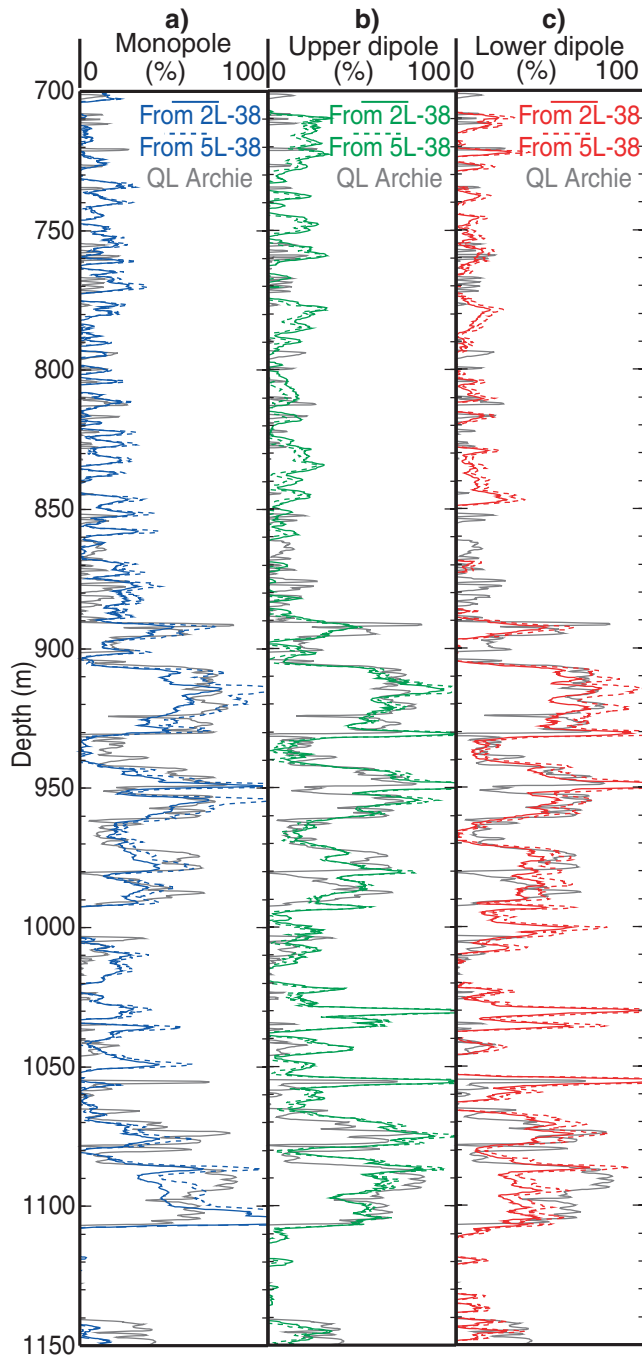 a) b) c)
Monopole Upper dipole Lower dipole
0 (%) 100 0 (%) 100 0 (%) 100
700
From 2L-38 From 2L-38 From 2L-38
From 5L-38 From 5L-38 From 5L-38
QL Archie QL Archie QL Archie
750
800
850
900
Depth (m)
950
1000
1050
1100
1150